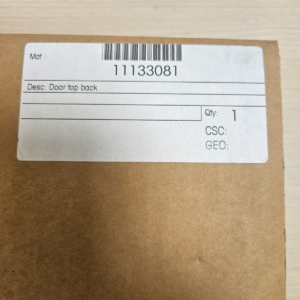 Mat :
11133081
Desc: Door top back
Qty: 1
CSC:
GEO: